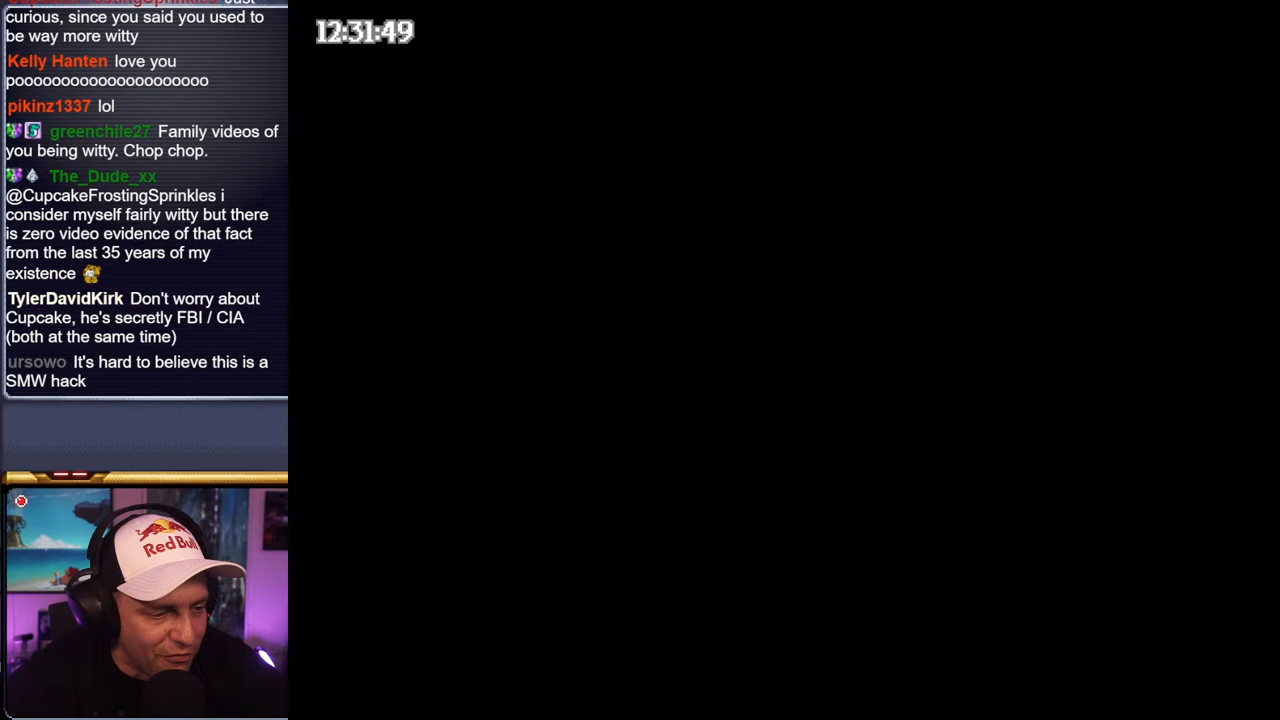 curious, since you said you used to
be way more witty
Kelly Hanten love you
poooooooooooooooooooooo
pikinz1337 lol
greenchile27 Family videos of
you being witty. Chop chop.
The_Dude_xx
@CupcakeFrostingSprinkles i
consider myself fairly witty but there
is zero video evidence of that fact
from the last 35 years of my
existence
TylerDavidKirk Don't worry about
Cupcake, he's secretly FBI / CIA
(both at the same time)
ursowo It's hard to believe this is a
SMW hack
12:31:49
Red Bull